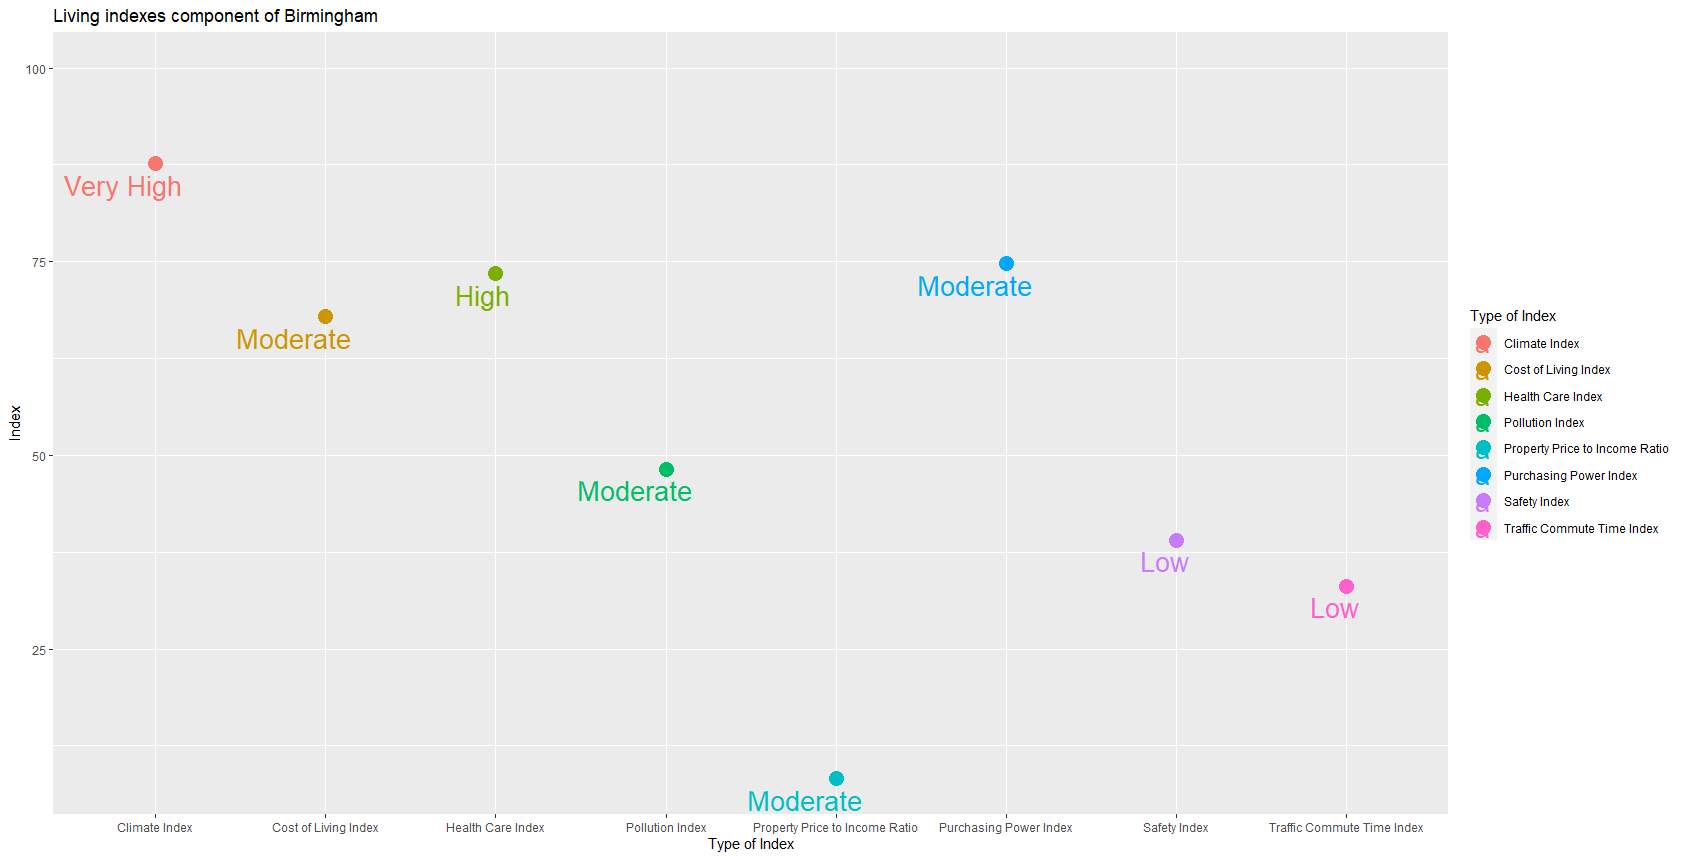 Living indexes component of Birmingham
100
75
50
25
Index
Very High
Moderate
High
Moderate
Moderate
Moderate
Low
Low
Climate Index
Cost of Living Index
Health Care Index
Pollution Index
Property Price to Income Ratio
Purchasing Power Index
Safety Index
Traffic Commute Time Index
Type of Index
Type of Index
Climate Index
Cost of Living Index
Health Care Index
Pollution Index
Property Price to Income Ratio
Purchasing Power Index
Safety Index
Traffic Commute Time Index